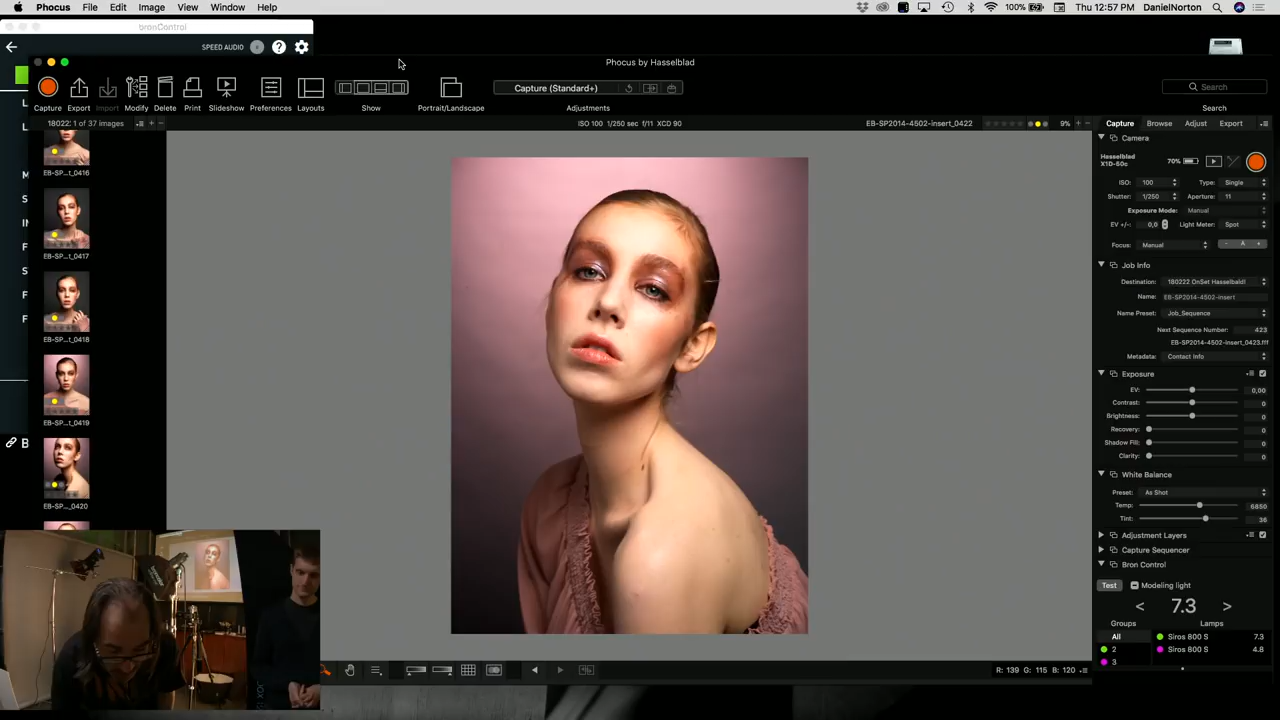 Phocus File Edit Image View Window Help
100% Thu 12:57 PM DanielNorton
bronControl
SPEED AUDIO
Phocus by Hasselblad
Capture Export Import Modify Delete Print Slideshow Preferences Layouts Show Portrait/Landscape Adjustments Search
Capture (Standard+)
Search
18022: 1 of 37 images
ISO 100 1/250 sec f/11 XCD 90
EB-SP2014-4502-insert_0422
9%
Capture Browse Adjust Export
EB-SP...t_0416
EB-SP...t_0417
EB-SP...t_0418
EB-SP...t_0419
EB-SP..._0420
Camera
Hasselblad
X1D-50c
70%
ISO: 100 Type: Single
Shutter: 1/250 Aperture: 11
Exposure Mode: Manual
EV +/-: 0,0 Light Meter: Spot
Focus: Manual - A +
Job Info
Destination: 180222 OnSet Hasselbald!
Name: EB-SP2014-4502-insert
Name Preset: Job_Sequence
Next Sequence Number: 423
EB-SP2014-4502-insert_0423.fff
Metadata: Contact Info
Exposure
EV: 0,00
Contrast: 0
Brightness: 0
Recovery: 0
Shadow Fill: 0
Clarity: 0
White Balance
Preset: As Shot
Temp: 6850
Tint: 36
Adjustment Layers
Capture Sequencer
Bron Control
Test Modeling light
< 7.3 >
Groups Lamps
All Siros 800 S 7.3
2 Siros 800 S 4.8
3
R: 139 G: 115 B: 120